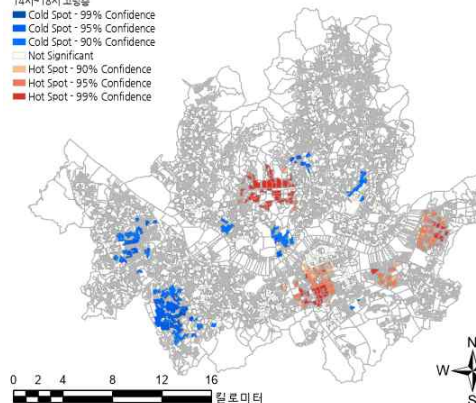 14시~18시 고령층
Cold Spot - 99% Confidence
Cold Spot - 95% Confidence
Cold Spot - 90% Confidence
Not Significant
Hot Spot - 90% Confidence
Hot Spot - 95% Confidence
Hot Spot - 99% Confidence
N
W
S
0 2 4 8 12 16
킬로미터